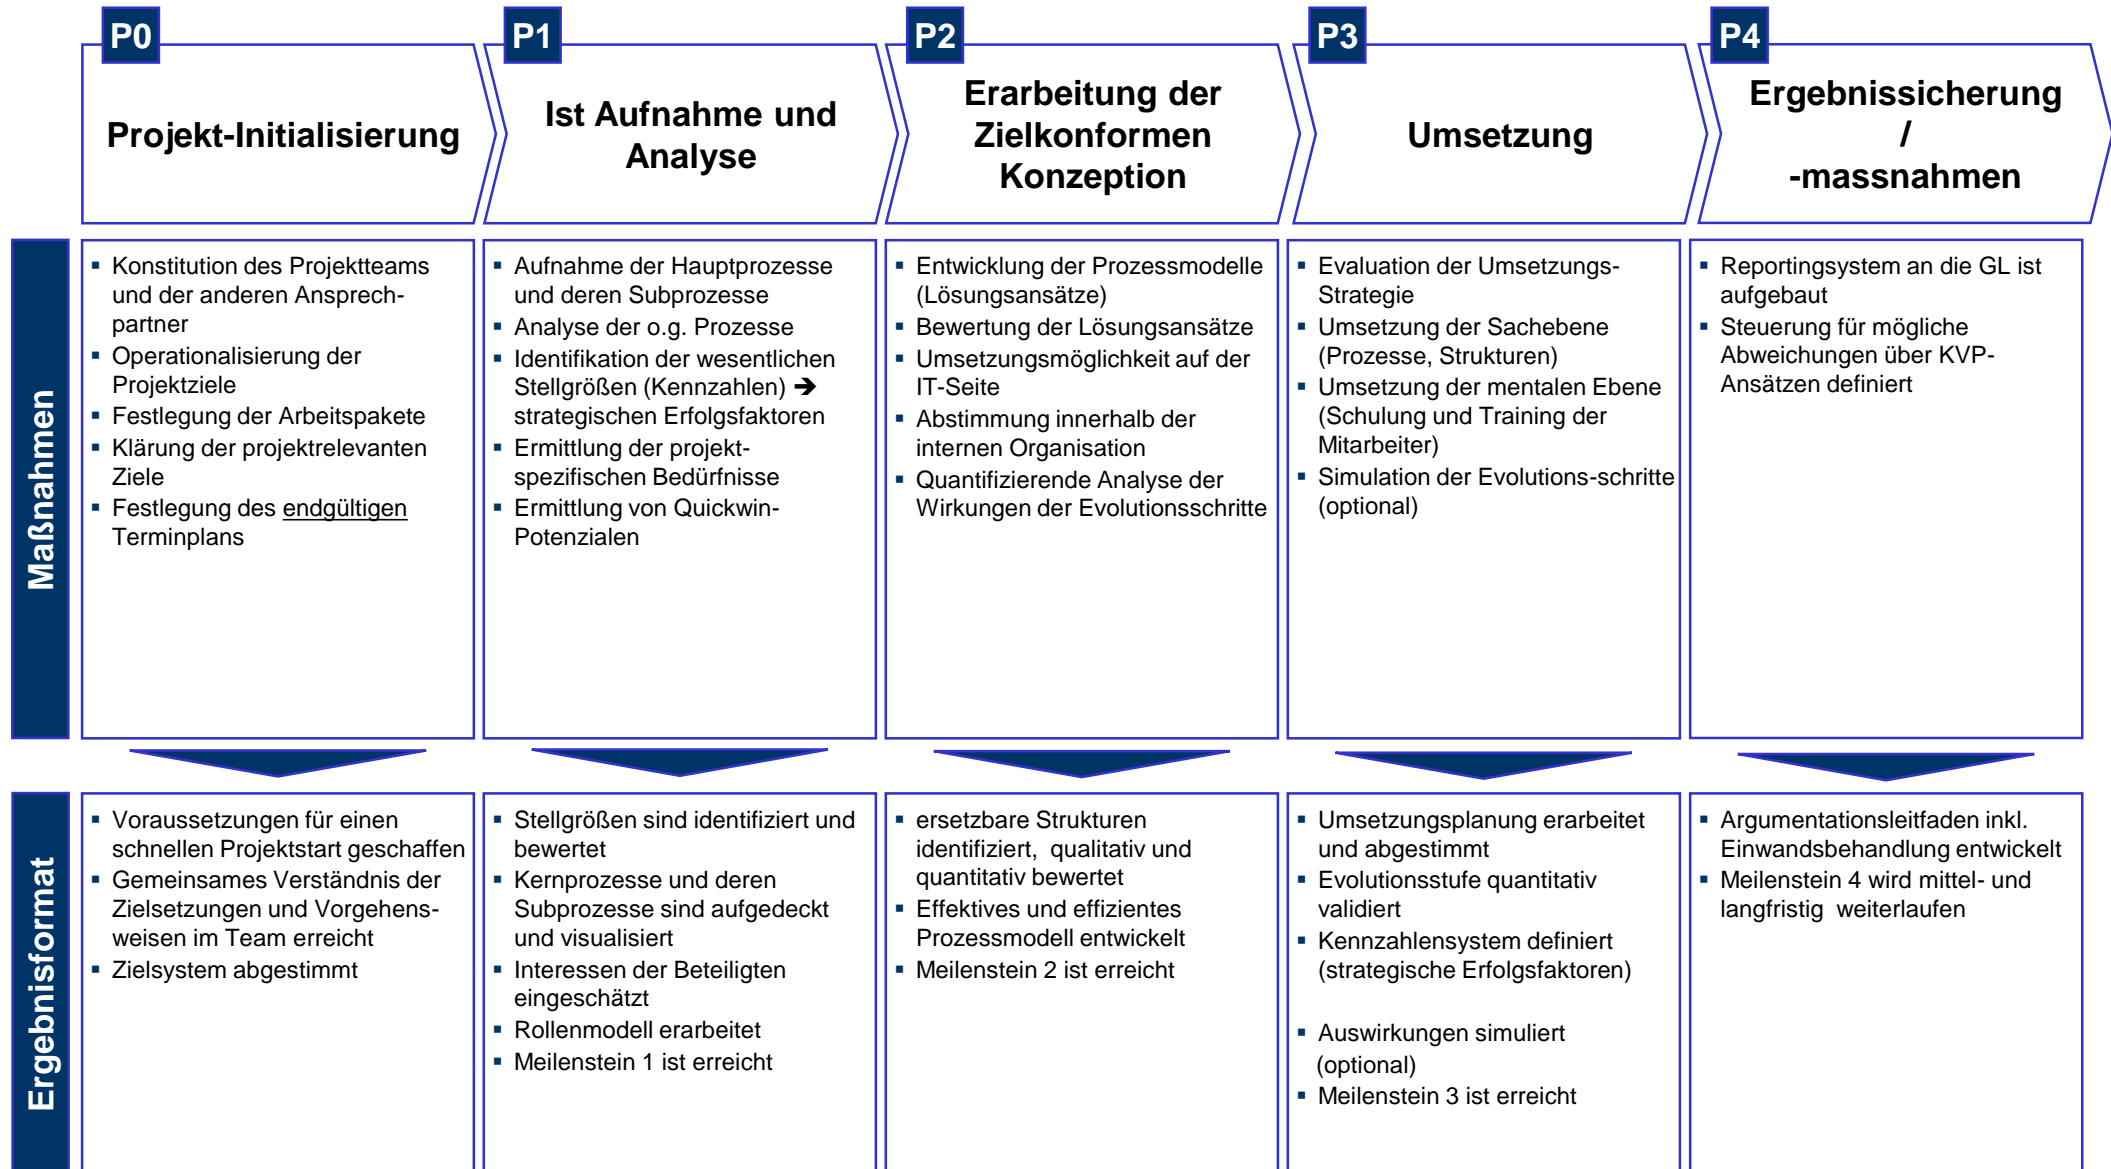 P0
Projekt-Initialisierung
P1
Ist Aufnahme und
Analyse
P2
Erarbeitung der
Zielkonformen
Konzeption
P3
Umsetzung
P4
Ergebnissicherung
/
-massnahmen
Maßnahmen
▪ Konstitution des Projektteams
und der anderen Ansprech-
partner
▪ Operationalisierung der
Projektziele
▪ Festlegung der Arbeitspakete
▪ Klärung der projektrelevanten
Ziele
▪ Festlegung des endgültigen
Terminplans
▪ Aufnahme der Hauptprozesse
und deren Subprozesse
▪ Analyse der o.g. Prozesse
▪ Identifikation der wesentlichen
Stellgrößen (Kennzahlen) ➔
strategischen Erfolgsfaktoren
▪ Ermittlung der projekt-
spezifischen Bedürfnisse
▪ Ermittlung von Quickwin-
Potenzialen
▪ Entwicklung der Prozessmodelle
(Lösungsansätze)
▪ Bewertung der Lösungsansätze
▪ Umsetzungsmöglichkeit auf der
IT-Seite
▪ Abstimmung innerhalb der
internen Organisation
▪ Quantifizierende Analyse der
Wirkungen der Evolutionsschritte
▪ Evaluation der Umsetzungs-
Strategie
▪ Umsetzung der Sachebene
(Prozesse, Strukturen)
▪ Umsetzung der mentalen Ebene
(Schulung und Training der
Mitarbeiter)
▪ Simulation der Evolutions-schritte
(optional)
▪ Reportingsystem an die GL ist
aufgebaut
▪ Steuerung für mögliche
Abweichungen über KVP-
Ansätzen definiert
Ergebnisformat
▪ Voraussetzungen für einen
schnellen Projektstart geschaffen
▪ Gemeinsames Verständnis der
Zielsetzungen und Vorgehens-
weisen im Team erreicht
▪ Zielsystem abgestimmt
▪ Stellgrößen sind identifiziert und
bewertet
▪ Kernprozesse und deren
Subprozesse sind aufgedeckt
und visualisiert
▪ Interessen der Beteiligten
eingeschätzt
▪ Rollenmodell erarbeitet
▪ Meilenstein 1 ist erreicht
▪ ersetzbare Strukturen
identifiziert, qualitativ und
quantitativ bewertet
▪ Effektives und effizientes
Prozessmodell entwickelt
▪ Meilenstein 2 ist erreicht
▪ Umsetzungsplanung erarbeitet
und abgestimmt
▪ Evolutionsstufe quantitativ
validiert
▪ Kennzahlensystem definiert
(strategische Erfolgsfaktoren)
▪ Auswirkungen simuliert
(optional)
▪ Meilenstein 3 ist erreicht
▪ Argumentationsleitfaden inkl.
Einwandsbehandlung entwickelt
▪ Meilenstein 4 wird mittel- und
langfristig weiterlaufen